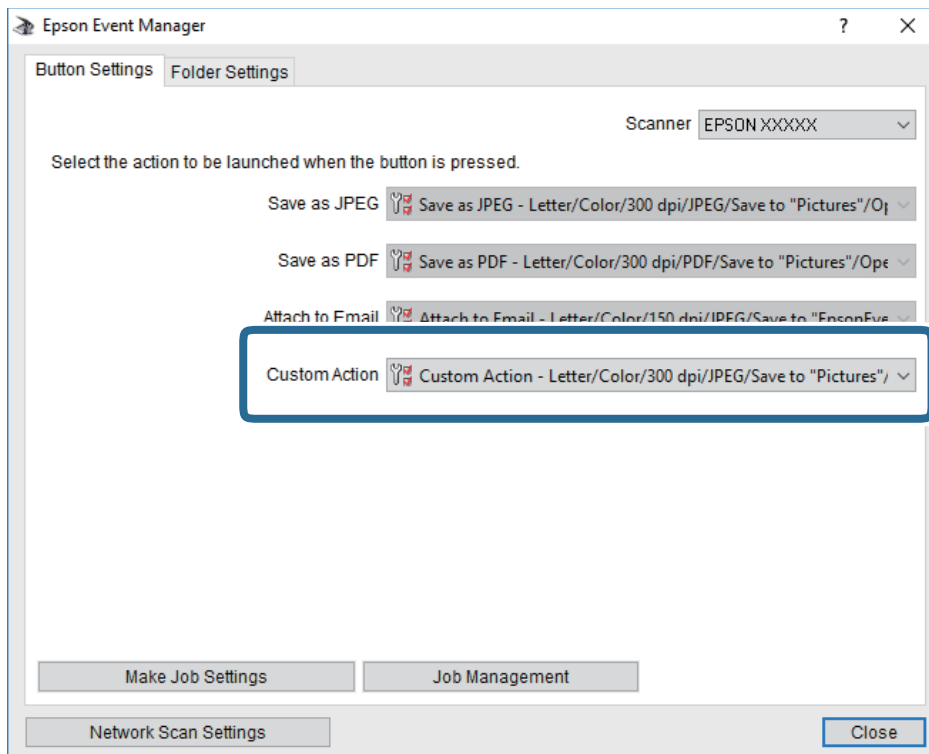 Epson Event Manager
Button Settings Folder Settings
Scanner EPSON XXXXX
Select the action to be launched when the button is pressed.
Save as JPEG Save as JPEG - Letter/Color/300 dpi/JPEG/Save to "Pictures"/Op
Save as PDF Save as PDF - Letter/Color/300 dpi/PDF/Save to "Pictures"/Ope
Attach to Email Attach to Email - Letter/Color/150 dpi/JPEG/Save to "EpsonEve
Custom Action Custom Action - Letter/Color/300 dpi/JPEG/Save to "Pictures"/
Make Job Settings Job Management
Network Scan Settings Close